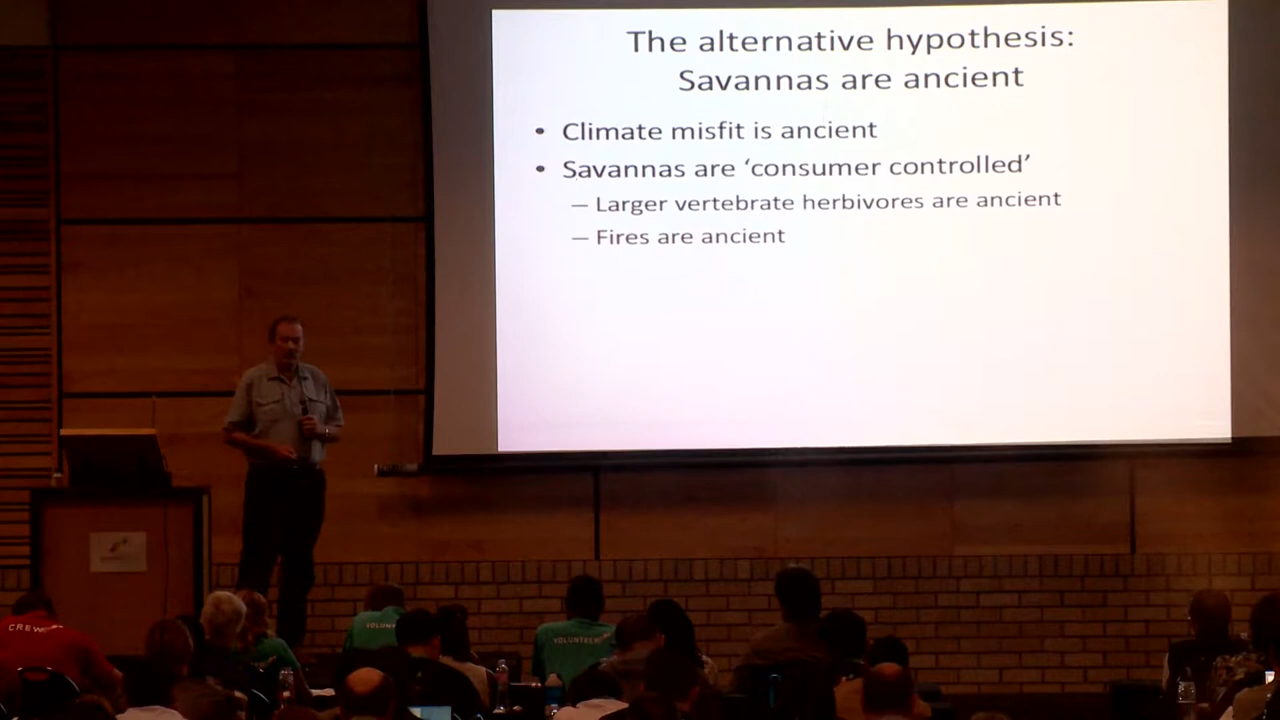 The alternative hypothesis:
Savannas are ancient
• Climate misfit is ancient
• Savannas are ‘consumer controlled’
– Larger vertebrate herbivores are ancient
– Fires are ancient
CREW
VOLUNT
VOLUNTEER